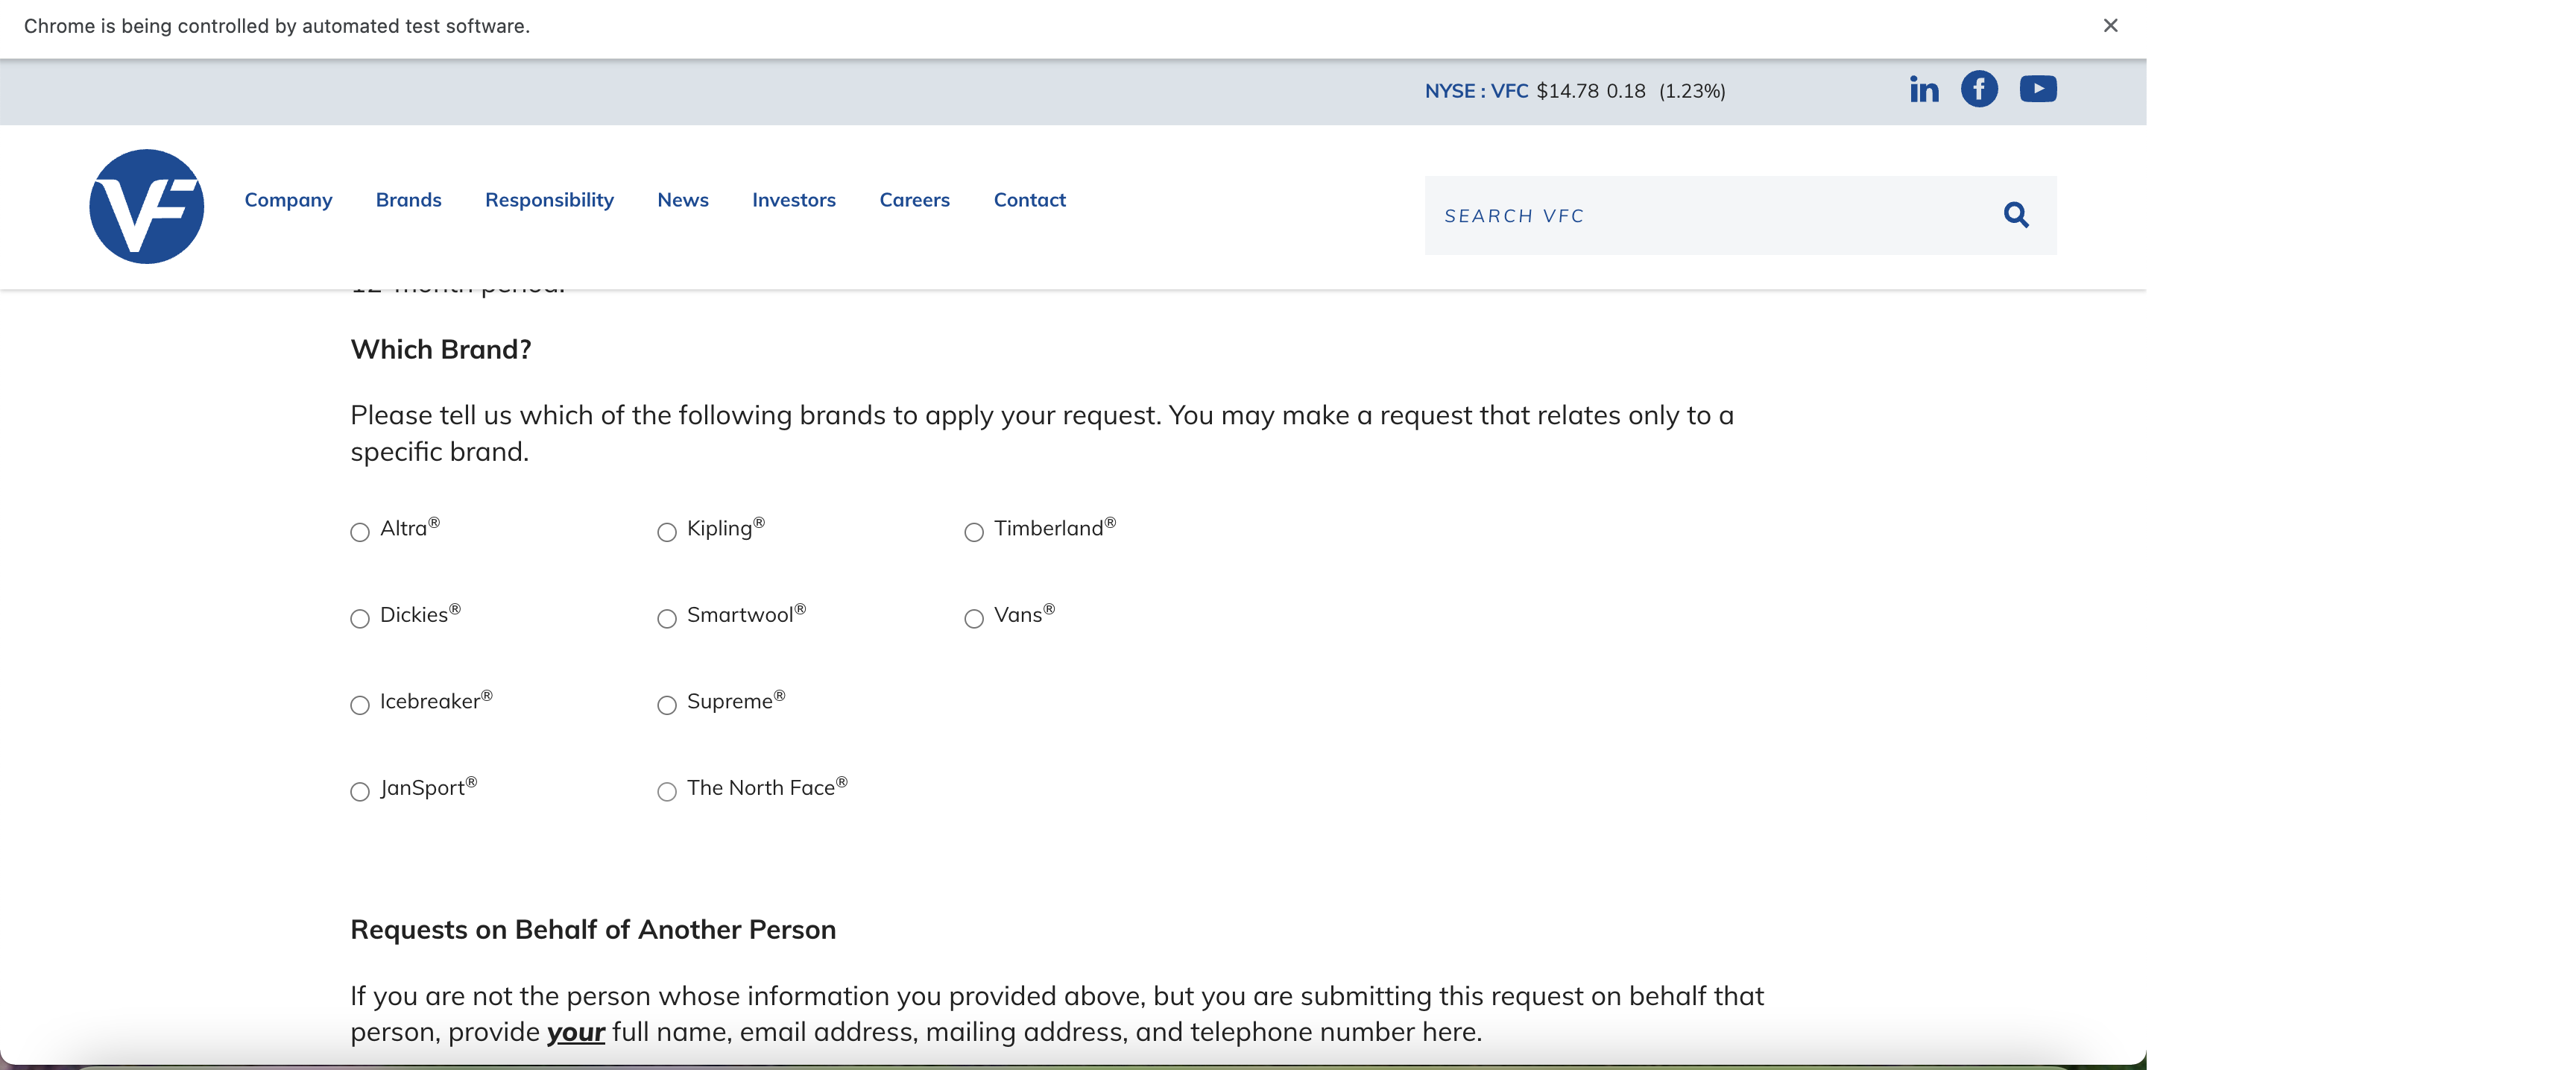 Chrome is being controlled by automated test software.
NYSE : VFC $14.78 0.18 (1.23%)
VF
Company Brands Responsibility News Investors Careers Contact
SEARCH VFC
12-month period.
Which Brand?
Please tell us which of the following brands to apply your request. You may make a request that relates only to a
specific brand.
Altra® Kipling® Timberland®
Dickies® Smartwool® Vans®
Icebreaker® Supreme®
JanSport® The North Face®
Requests on Behalf of Another Person
If you are not the person whose information you provided above, but you are submitting this request on behalf that
person, provide your full name, email address, mailing address, and telephone number here.